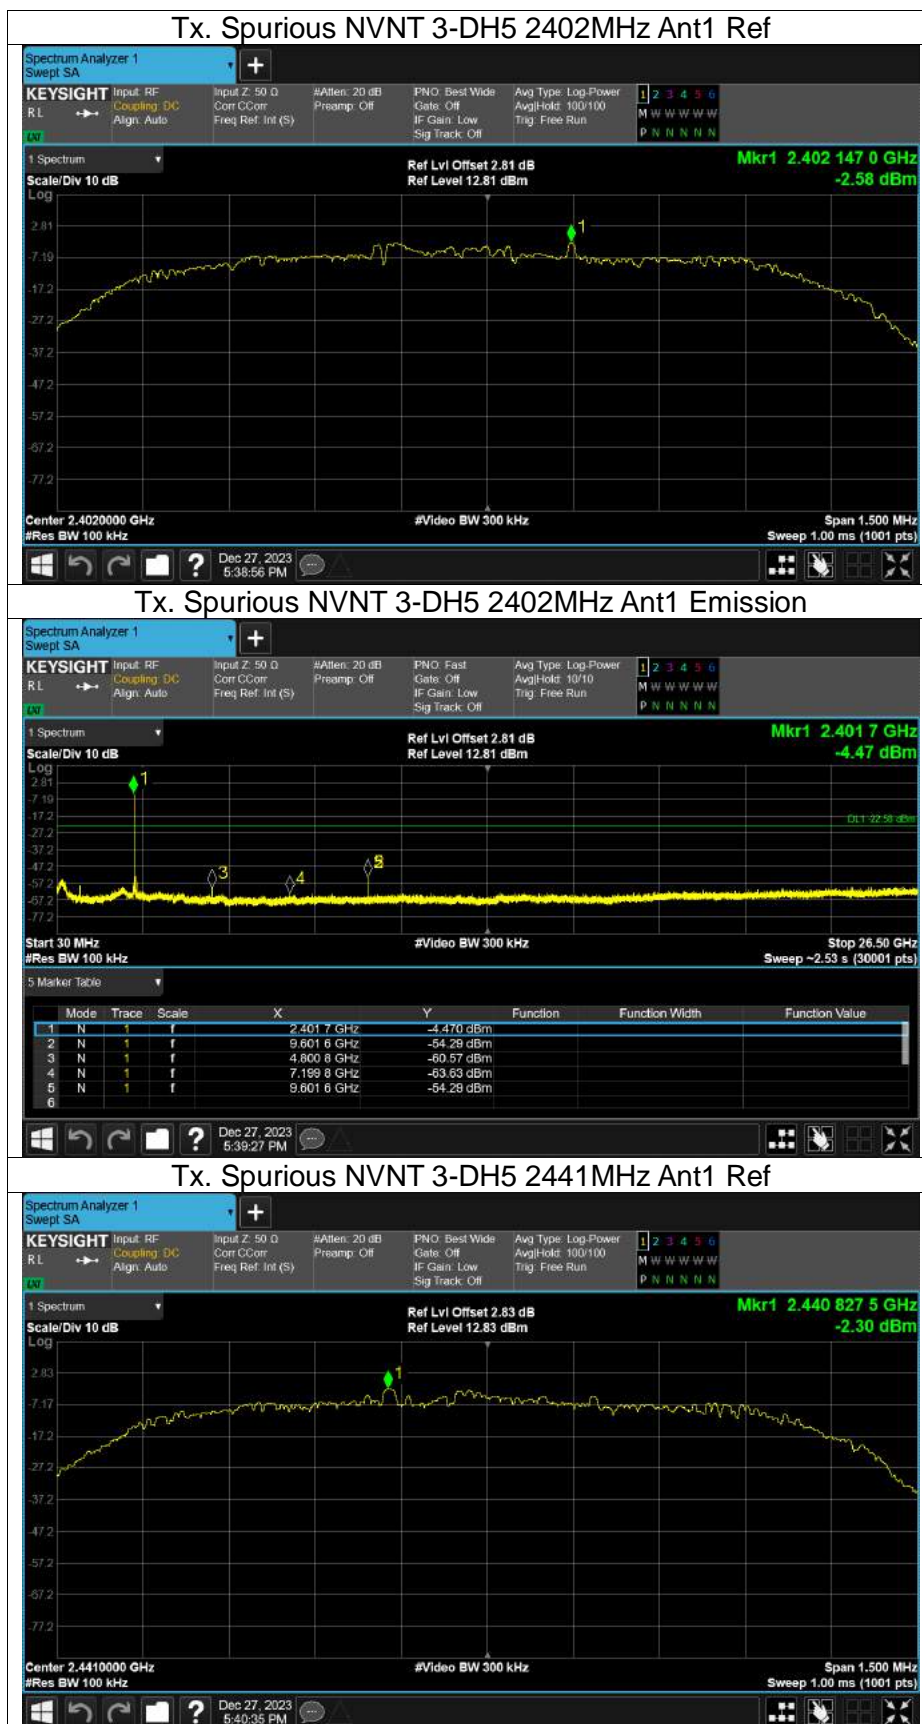 Tx. Spurious NVNT 3-DH5 2402MHz Ant1 Ref
Spectrum Analyzer 1
Swept SA
+
KEYSIGHT Input: RF Input Z: 50 Ω #Atten: 20 dB PNO: Best Wide Avg Type: Log-Power 1 2 3 4 5 6
R L Coupling: DC Corr CCorr Preamp: Off Gate: Off Avg|Hold: 100/100 M W W W W W
Align: Auto Freq Ref: Int (S) IF Gain: Low Trig: Free Run
Sig Track: Off P N N N N N
LXI
1 Spectrum
Ref Lvl Offset 2.81 dB Mkr1 2.402 147 0 GHz
Scale/Div 10 dB Ref Level 12.81 dBm -2.58 dBm
Log
1
2.81
-7.19
-17.2
-27.2
-37.2
-47.2
-57.2
-67.2
-77.2
Center 2.4020000 GHz #Video BW 300 kHz Span 1.500 MHz
#Res BW 100 kHz Sweep 1.00 ms (1001 pts)
? Dec 27, 2023
5:38:56 PM
Tx. Spurious NVNT 3-DH5 2402MHz Ant1 Emission
Spectrum Analyzer 1
Swept SA
+
KEYSIGHT Input: RF Input Z: 50 Ω #Atten: 20 dB PNO: Fast Avg Type: Log-Power 1 2 3 4 5 6
R L Coupling: DC Corr CCorr Preamp: Off Gate: Off Avg|Hold: 10/10 M W W W W W
Align: Auto Freq Ref: Int (S) IF Gain: Low Trig: Free Run
Sig Track: Off P N N N N N
LXI
1 Spectrum
Ref Lvl Offset 2.81 dB Mkr1 2.401 7 GHz
Scale/Div 10 dB Ref Level 12.81 dBm -4.47 dBm
Log
1
2.81
-7.19
-17.2
DL1 -22.58 dBm
-27.2
-37.2
-47.2
3 4 5
-57.2
-67.2
-77.2
Start 30 MHz #Video BW 300 kHz Stop 26.50 GHz
#Res BW 100 kHz Sweep ~2.53 s (30001 pts)
5 Marker Table
Mode Trace Scale X Y Function Function Width Function Value
1 N 1 f 2.401 7 GHz -4.470 dBm
2 N 1 f 9.601 6 GHz -54.29 dBm
3 N 1 f 4.800 8 GHz -60.57 dBm
4 N 1 f 7.199 8 GHz -63.63 dBm
5 N 1 f 9.601 6 GHz -54.29 dBm
6
? Dec 27, 2023
5:39:27 PM
Tx. Spurious NVNT 3-DH5 2441MHz Ant1 Ref
Spectrum Analyzer 1
Swept SA
+
KEYSIGHT Input: RF Input Z: 50 Ω #Atten: 20 dB PNO: Best Wide Avg Type: Log-Power 1 2 3 4 5 6
R L Coupling: DC Corr CCorr Preamp: Off Gate: Off Avg|Hold: 100/100 M W W W W W
Align: Auto Freq Ref: Int (S) IF Gain: Low Trig: Free Run
Sig Track: Off P N N N N N
LXI
1 Spectrum
Ref Lvl Offset 2.83 dB Mkr1 2.440 827 5 GHz
Scale/Div 10 dB Ref Level 12.83 dBm -2.30 dBm
Log
1
2.83
-7.17
-17.2
-27.2
-37.2
-47.2
-57.2
-67.2
-77.2
Center 2.4410000 GHz #Video BW 300 kHz Span 1.500 MHz
#Res BW 100 kHz Sweep 1.00 ms (1001 pts)
? Dec 27, 2023
5:40:35 PM